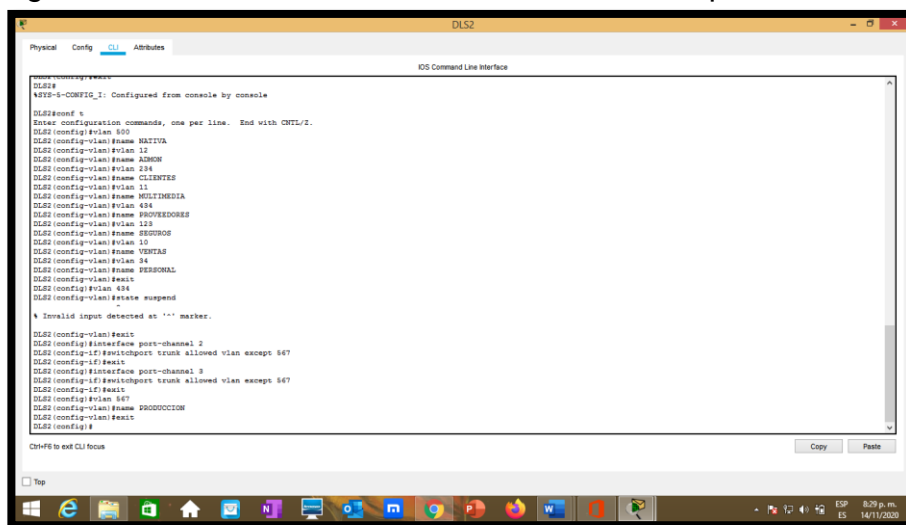 DLS2
Physical Config CLI Attributes
IOS Command Line Interface
DLS2(config)#exit
DLS2#
%SYS-5-CONFIG_I: Configured from console by console
DLS2#conf t
Enter configuration commands, one per line. End with CNTL/Z.
DLS2(config)#vlan 500
DLS2(config-vlan)#name NATIVA
DLS2(config-vlan)#vlan 12
DLS2(config-vlan)#name ADMON
DLS2(config-vlan)#vlan 234
DLS2(config-vlan)#name CLIENTES
DLS2(config-vlan)#vlan 11
DLS2(config-vlan)#name MULTIMEDIA
DLS2(config-vlan)#vlan 434
DLS2(config-vlan)#name PROVEEDORES
DLS2(config-vlan)#vlan 123
DLS2(config-vlan)#name SEGUROS
DLS2(config-vlan)#vlan 10
DLS2(config-vlan)#name VENTAS
DLS2(config-vlan)#vlan 34
DLS2(config-vlan)#name PERSONAL
DLS2(config-vlan)#exit
DLS2(config)#vlan 434
DLS2(config-vlan)#state suspend
^
% Invalid input detected at '^' marker.
DLS2(config-vlan)#exit
DLS2(config)#interface port-channel 2
DLS2(config-if)#switchport trunk allowed vlan except 567
DLS2(config-if)#exit
DLS2(config)#interface port-channel 3
DLS2(config-if)#switchport trunk allowed vlan except 567
DLS2(config-if)#exit
DLS2(config)#vlan 567
DLS2(config-vlan)#name PRODUCCION
DLS2(config-vlan)#exit
DLS2(config)#
Ctrl+F6 to exit CLI focus
Copy Paste
Top
ESP 8:29 p. m.
ES 14/11/2020